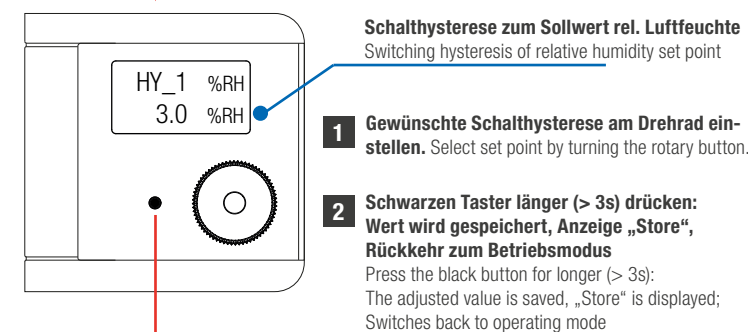 HY_1 %RH
3.0 %RH
Schalthysterese zum Sollwert rel. Luftfeuchte
Switching hysteresis of relative humidity set point
1 Gewünschte Schalthysterese am Drehrad ein-
stellen. Select set point by turning the rotary button.
2 Schwarzen Taster länger (> 3s) drücken:
Wert wird gespeichert, Anzeige „Store“,
Rückkehr zum Betriebsmodus
Press the black button for longer (> 3s):
The adjusted value is saved, „Store“ is displayed;
Switches back to operating mode